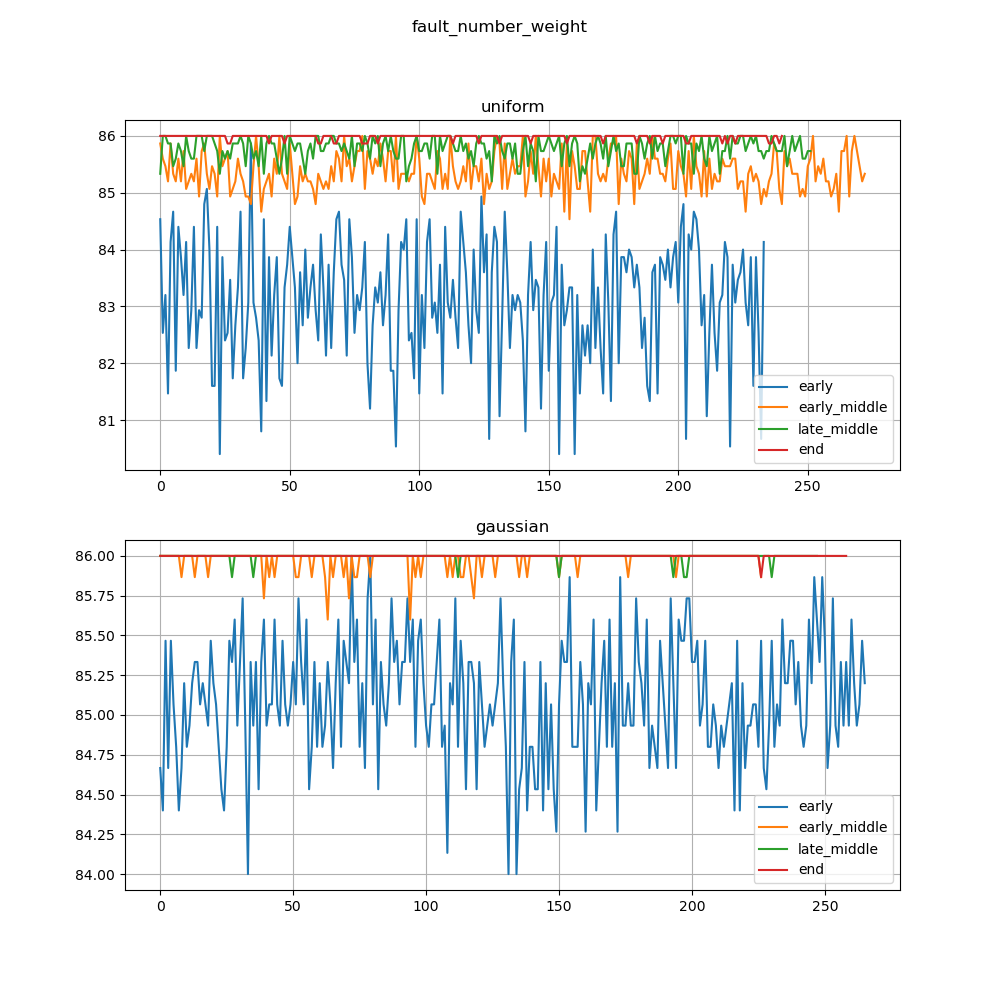 fault_number_weight
uniform
86
85
84
83
82
81
early
early_middle
late_middle
end
0 50 100 150 200 250
gaussian
86.00
85.75
85.50
85.25
85.00
84.75
84.50
84.25
84.00
early
early_middle
late_middle
end
0 50 100 150 200 250